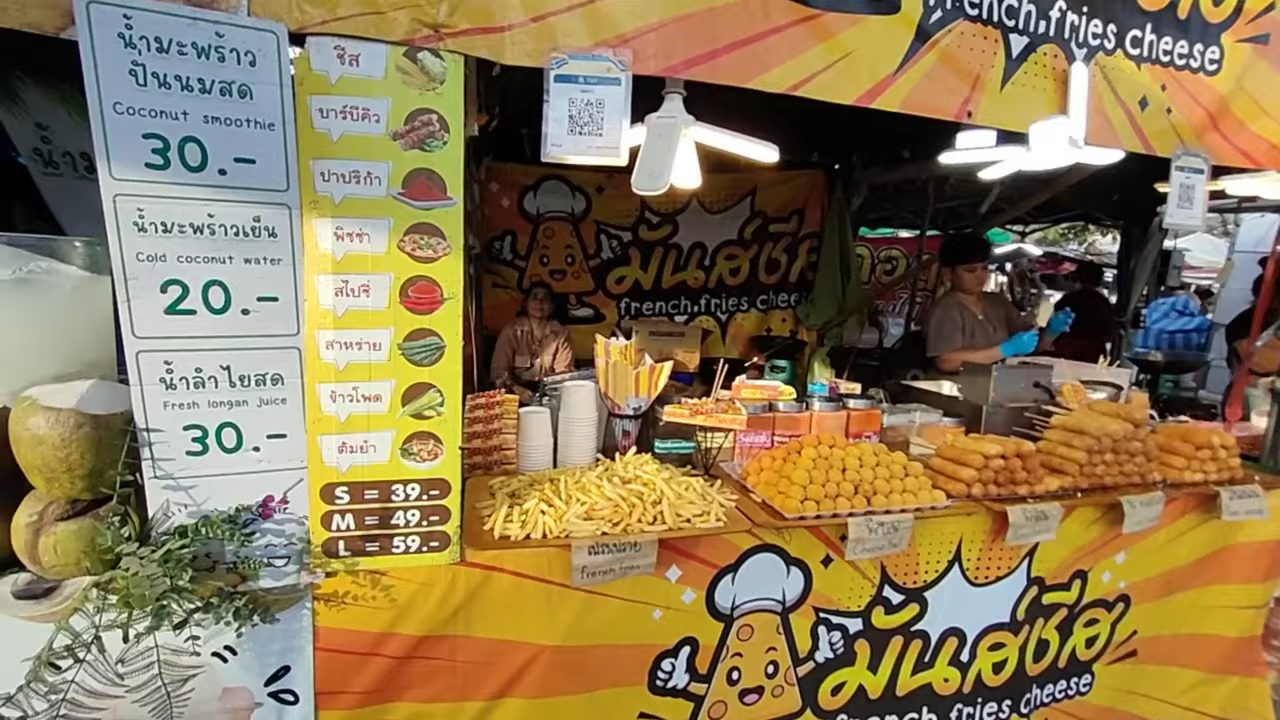 น้ำมะพร้าว
ปั่นนมสด
Coconut smoothie
30.-
น้ำมะพร้าวเย็น
Cold coconut water
20.-
น้ำลำไยสด
Fresh longan juice
30.-
ชีส
บาร์บีคิว
ปาปริก้า
พิซซ่า
สไปซี่
สาหร่าย
ข้าวโพด
ต้มยำ
S = 39.-
M = 49.-
L = 59.-
french fries cheese
มันส์ชีส
french fries chee
เฟรนฟราย
french fries
มันส์ชีส
french fries cheese